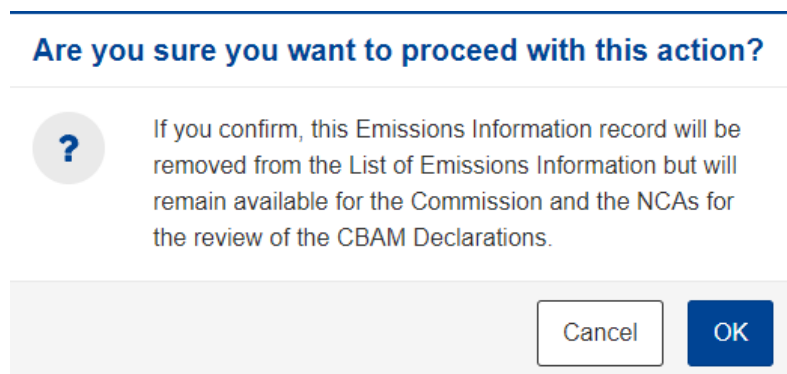 Are you sure you want to proceed with this action?
?
If you confirm, this Emissions Information record will be
removed from the List of Emissions Information but will
remain available for the Commission and the NCAs for
the review of the CBAM Declarations.
Cancel
OK